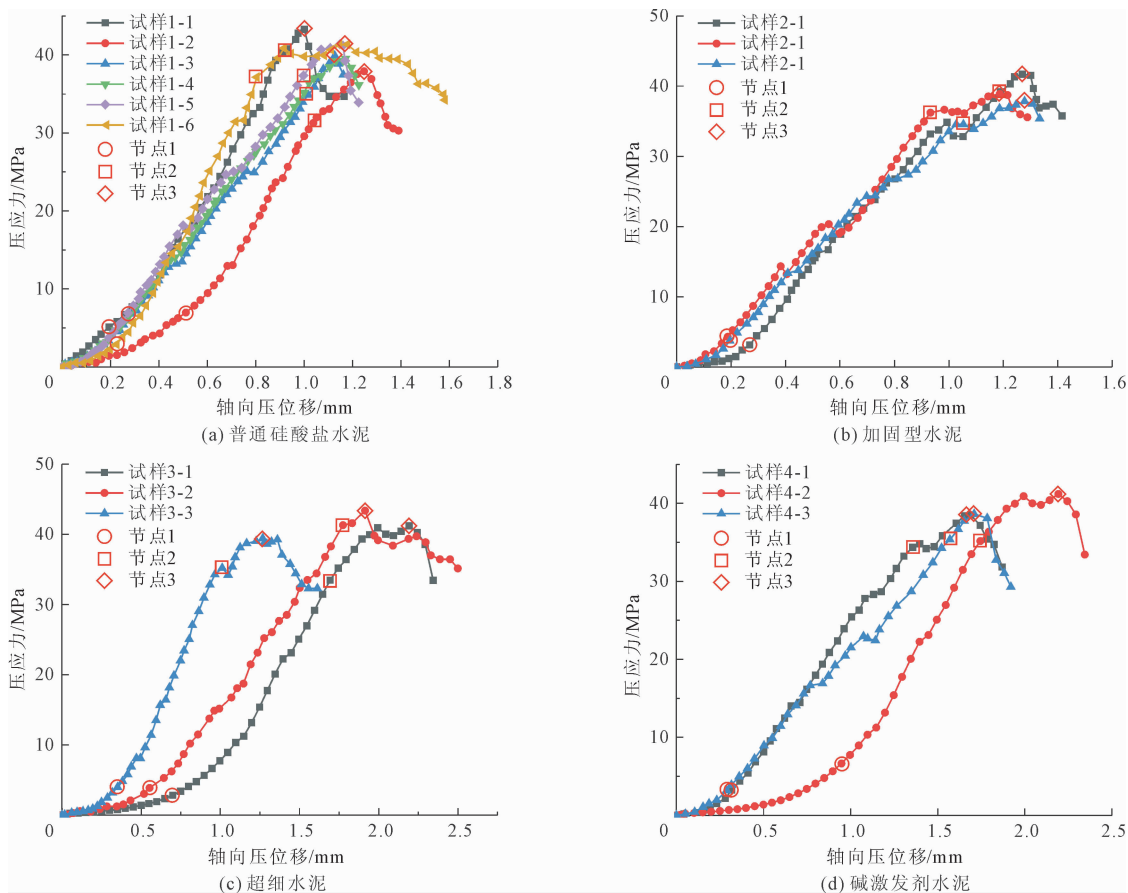 压应力/MPa
50
40
30
20
10
试样1-1
试样1-2
试样1-3
试样1-4
试样1-5
试样1-6
节点1
节点2
节点3
0.2 0.4 0.6 0.8 1.0 1.2 1.4 1.6 1.8
轴向压位移/mm
(a)普通硅酸盐水泥
压应力/MPa
50
40
30
20
10
试样2-1
试样2-1
试样2-1
节点1
节点2
节点3
0.2 0.4 0.6 0.8 1.0 1.2 1.4 1.6
轴向压位移/mm
(b)加固型水泥
压应力/MPa
50
40
30
20
10
试样3-1
试样3-2
试样3-3
节点1
节点2
节点3
0.5 1.0 1.5 2.0 2.5
轴向压位移/mm
(c)超细水泥
压应力/MPa
50
40
30
20
10
试样4-1
试样4-2
试样4-3
节点1
节点2
节点3
0.5 1.0 1.5 2.0 2.5
轴向压位移/mm
(d)碱激发剂水泥